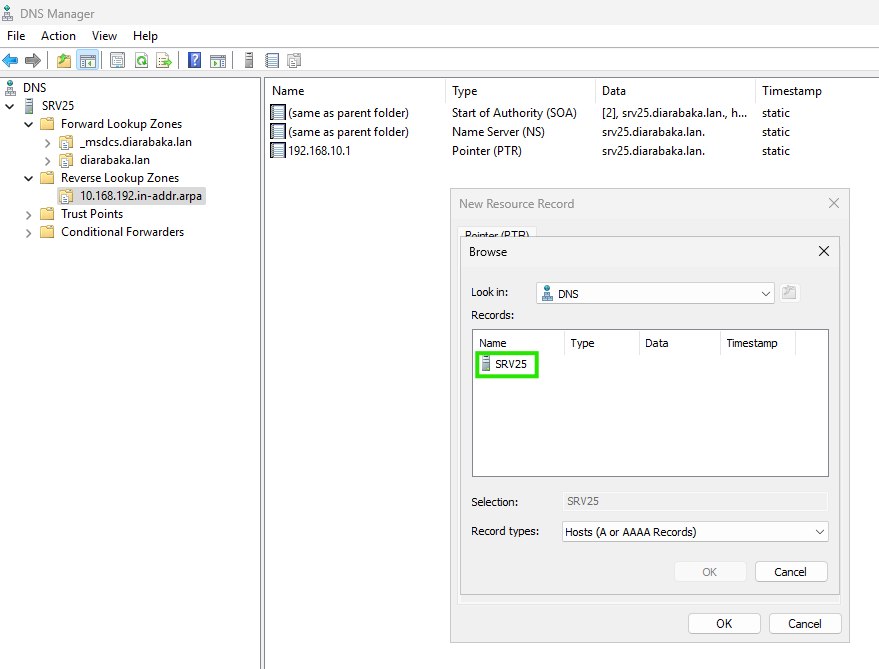 DNS Manager
File Action View Help
DNS
SRV25
Forward Lookup Zones
_msdcs.diarabaka.lan
diarabaka.lan
Reverse Lookup Zones
10.168.192.in-addr.arpa
Trust Points
Conditional Forwarders
Name Type Data Timestamp
(same as parent folder) Start of Authority (SOA) [2], srv25.diarabaka.lan., h... static
(same as parent folder) Name Server (NS) srv25.diarabaka.lan. static
192.168.10.1 Pointer (PTR) srv25.diarabaka.lan. static
New Resource Record
Pointer (PTR)
Browse
Look in: DNS
Records:
Name Type Data Timestamp
SRV25
Selection: SRV25
Record types: Hosts (A or AAAA Records)
OK Cancel
OK Cancel